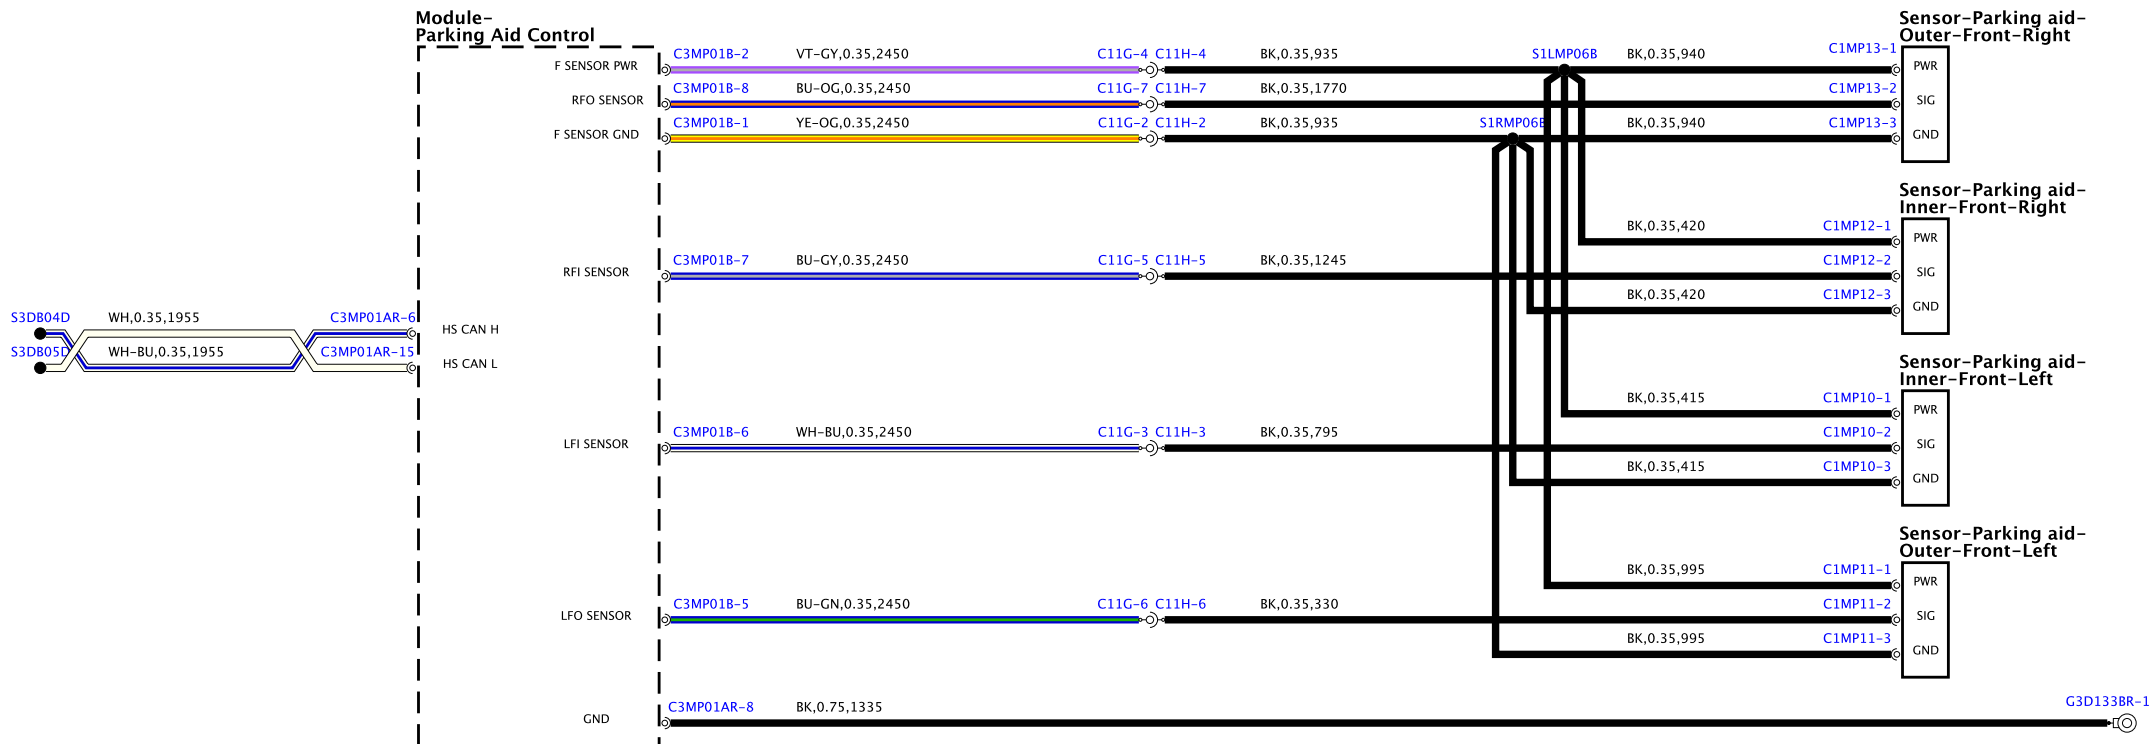 Module-
Parking Aid Control
Sensor-Parking aid-
Outer-Front-Right
F SENSOR PWR C3MP01B-2 VT-GY,0.35,2450 C11G-4 C11H-4 BK,0.35,935 S1LMP06B BK,0.35,940 C1MP13-1 PWR
RFO SENSOR C3MP01B-8 BU-OG,0.35,2450 C11G-7 C11H-7 BK,0.35,1770 C1MP13-2 SIG
F SENSOR GND C3MP01B-1 YE-OG,0.35,2450 C11G-2 C11H-2 BK,0.35,935 S1RMP06B BK,0.35,940 C1MP13-3 GND
Sensor-Parking aid-
Inner-Front-Right
BK,0.35,420 C1MP12-1 PWR
RFI SENSOR C3MP01B-7 BU-GY,0.35,2450 C11G-5 C11H-5 BK,0.35,1245 C1MP12-2 SIG
BK,0.35,420 C1MP12-3 GND
S3DB04D WH,0.35,1955 C3MP01AR-6 HS CAN H
S3DB05D WH-BU,0.35,1955 C3MP01AR-15 HS CAN L
Sensor-Parking aid-
Inner-Front-Left
BK,0.35,415 C1MP10-1 PWR
LFI SENSOR C3MP01B-6 WH-BU,0.35,2450 C11G-3 C11H-3 BK,0.35,795 C1MP10-2 SIG
BK,0.35,415 C1MP10-3 GND
Sensor-Parking aid-
Outer-Front-Left
BK,0.35,995 C1MP11-1 PWR
LFO SENSOR C3MP01B-5 BU-GN,0.35,2450 C11G-6 C11H-6 BK,0.35,330 C1MP11-2 SIG
BK,0.35,995 C1MP11-3 GND
GND C3MP01AR-8 BK,0.75,1335 G3D133BR-1